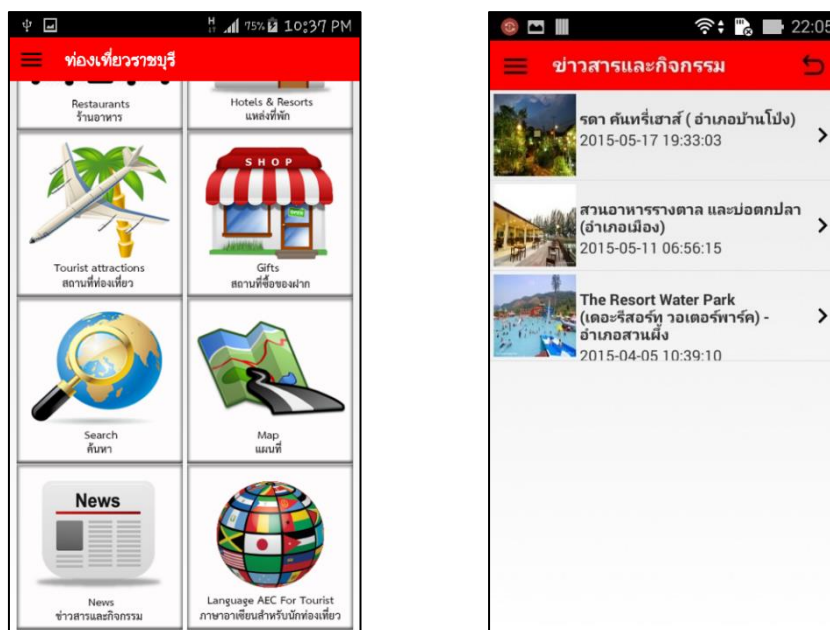 H
LT
75%
10:37 PM
ท่องเที่ยวราชบุรี
Restaurants
ร้านอาหาร
Hotels & Resorts
แหล่งที่พัก
Tourist attractions
สถานที่ท่องเที่ยว
SHOP
OPEN
Gifts
สถานที่ซื้อของฝาก
Search
ค้นหา
Map
แผนที่
News
News
ข่าวสารและกิจกรรม
Language AEC For Tourist
ภาษาอาเซียนสำหรับนักท่องเที่ยว
22:05
ข่าวสารและกิจกรรม
รดา คันทรี่เฮาส์ ( อำเภอบ้านโป่ง)
2015-05-17 19:33:03
สวนอาหารรางตาล และบ่อตกปลา
(อำเภอเมือง)
2015-05-11 06:56:15
The Resort Water Park
(เดอะรีสอร์ท วอเตอร์พาร์ค) -
อำเภอสวนผึ้ง
2015-04-05 10:39:10